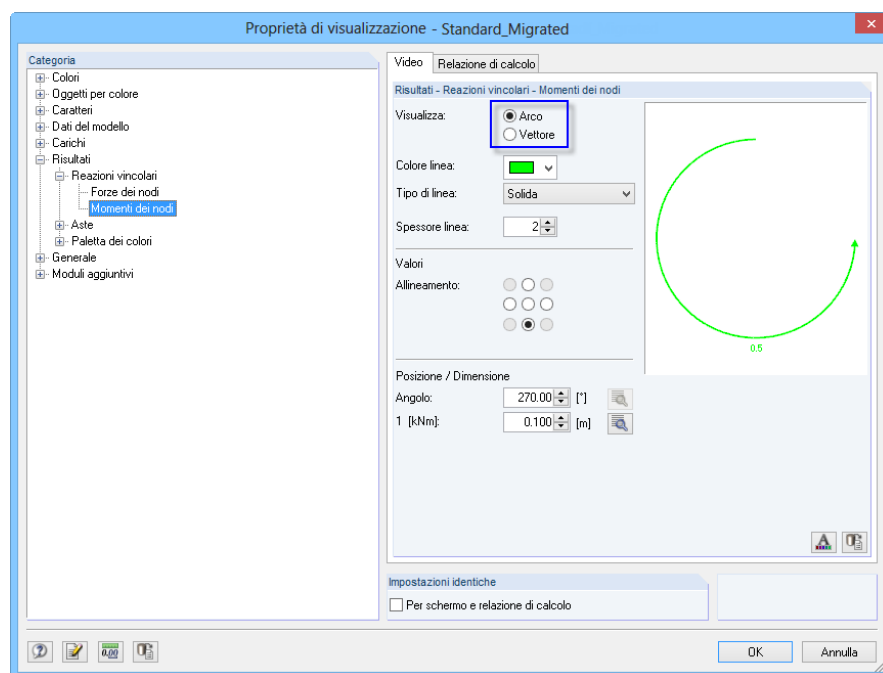 Proprietà di visualizzazione - Standard_Migrated
Categoria
Colori
Oggetti per colore
Caratteri
Dati del modello
Carichi
Risultati
Reazioni vincolari
Forze dei nodi
Momenti dei nodi
Aste
Paletta dei colori
Generale
Moduli aggiuntivi
Video
Relazione di calcolo
Risultati - Reazioni vincolari - Momenti dei nodi
Visualizza:
Arco
Vettore
Colore linea:
Tipo di linea: Solida
Spessore linea: 2
Valori
Allineamento:
0.5
Posizione / Dimensione
Angolo: 270.00 [°]
1 [kNm]: 0.100 [m]
Impostazioni identiche
Per schermo e relazione di calcolo
0.00
OK
Annulla